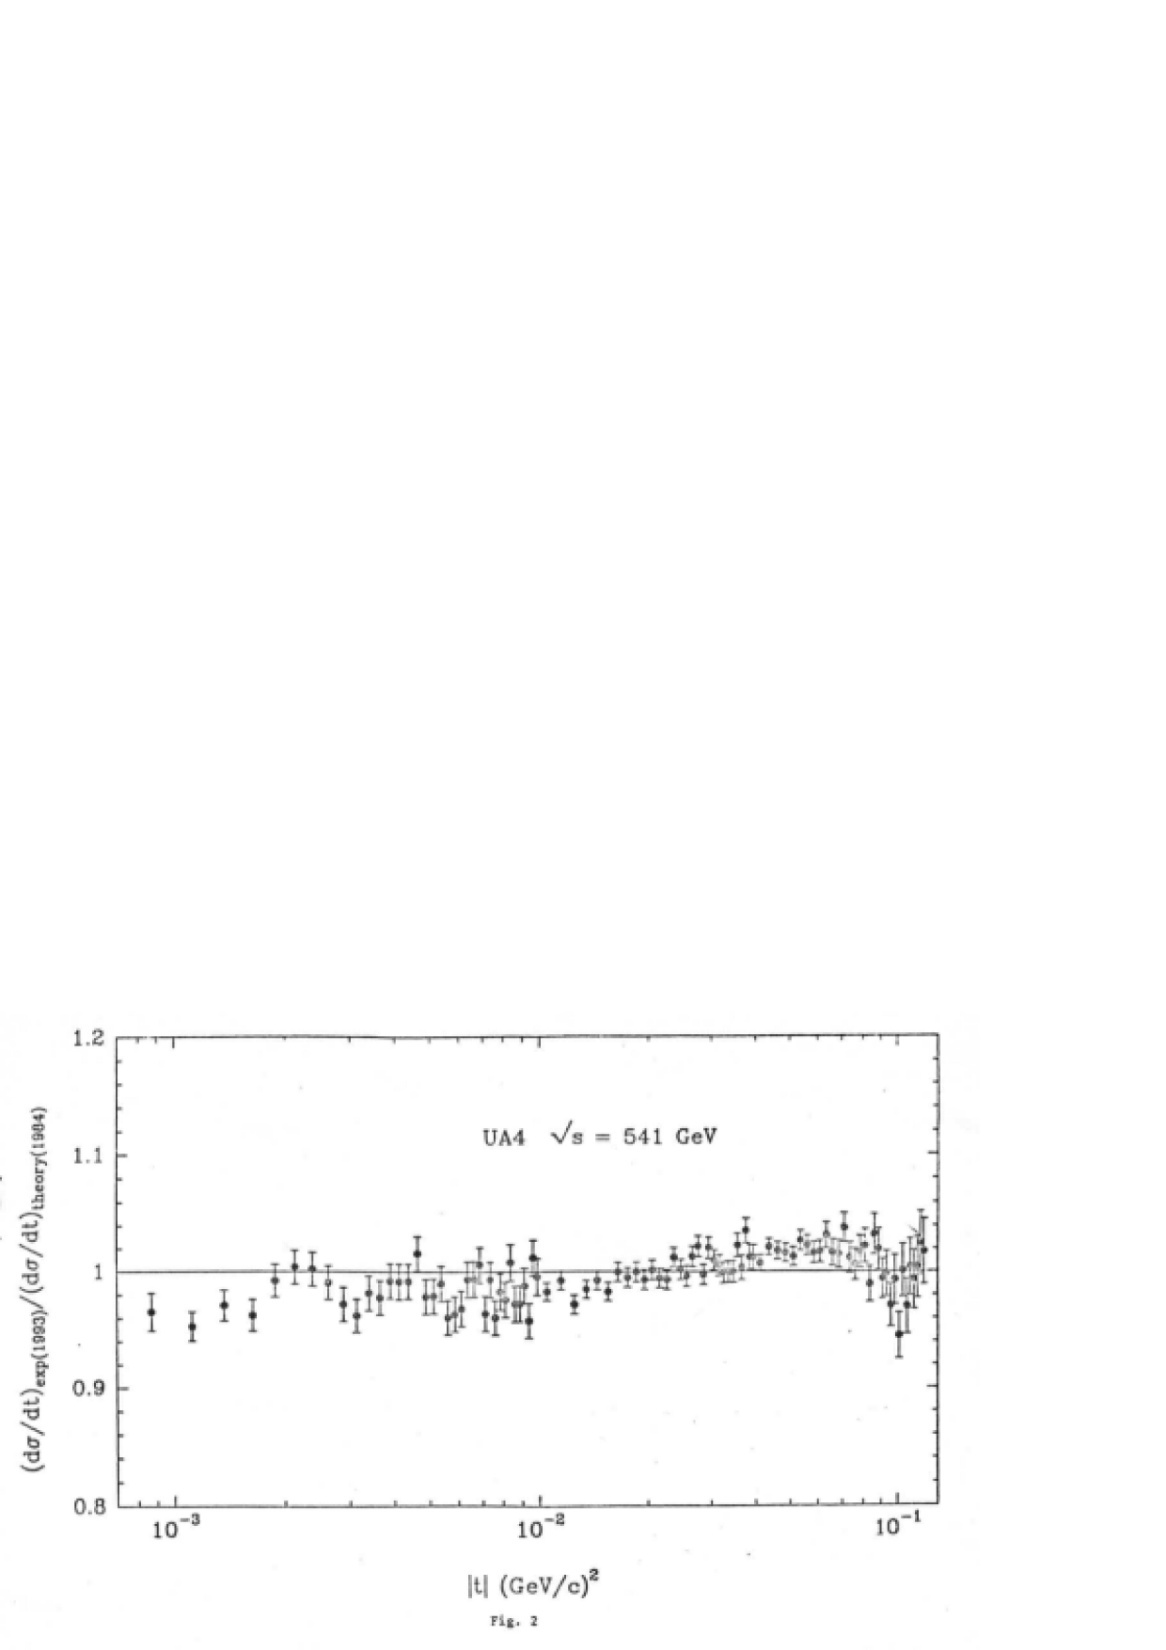 1.2
UA4 √s = 541 GeV
1.1
1
0.9
0.8
(dσ/dt)exp(1993)/(dσ/dt)theory(1984)
10⁻³ 10⁻² 10⁻¹
|t| (GeV/c)²
Fig. 2